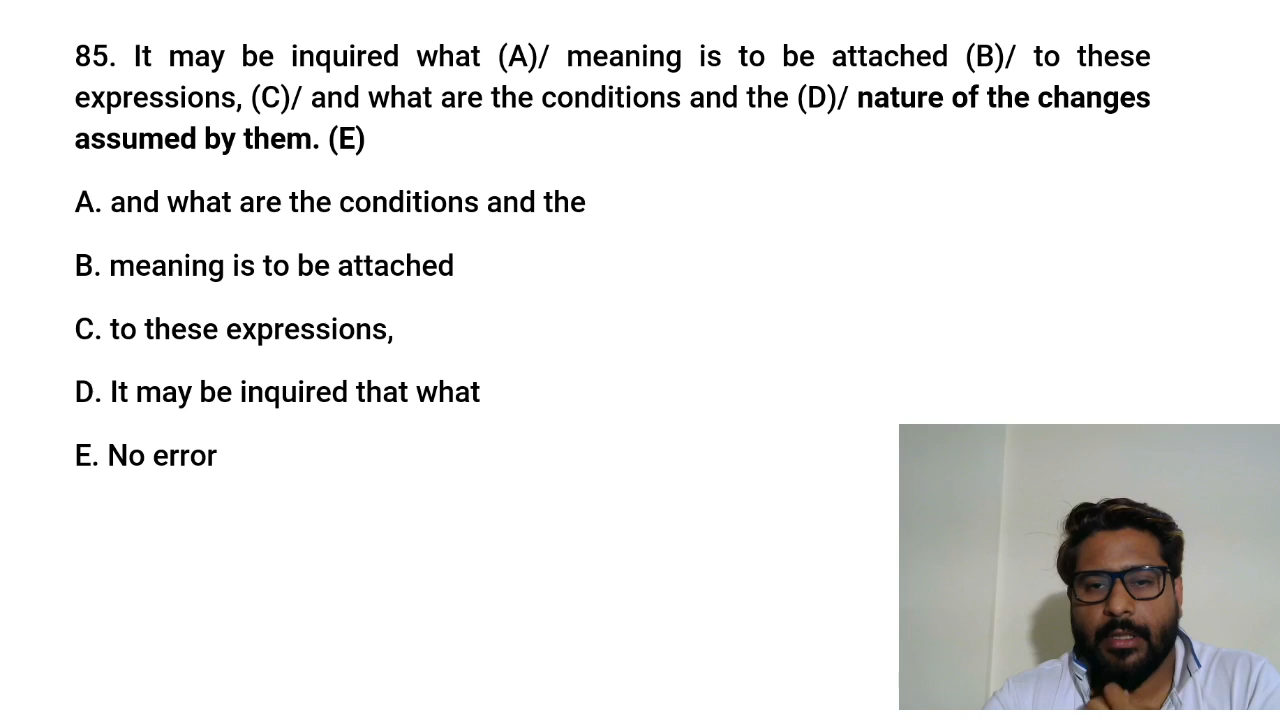 85. It may be inquired what (A)/ meaning is to be attached (B)/ to these
expressions, (C)/ and what are the conditions and the (D)/ nature of the changes
assumed by them. (E)
A. and what are the conditions and the
B. meaning is to be attached
C. to these expressions,
D. It may be inquired that what
E. No error